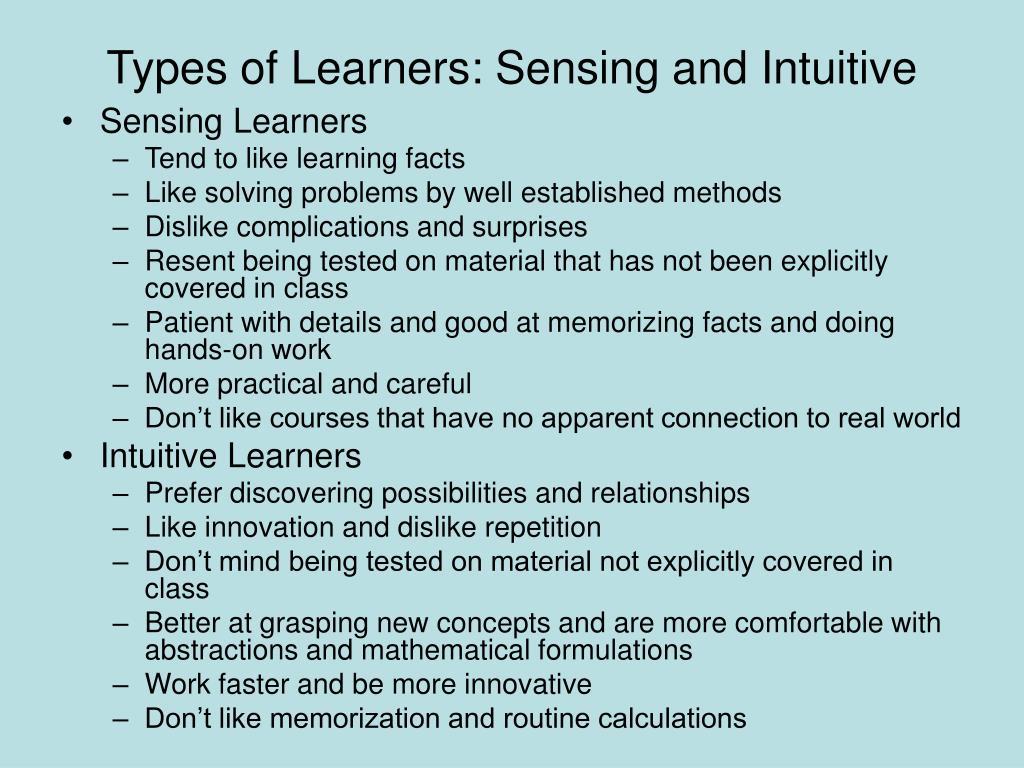 Types of Learners: Sensing and Intuitive
• Sensing Learners
– Tend to like learning facts
– Like solving problems by well established methods
– Dislike complications and surprises
– Resent being tested on material that has not been explicitly
covered in class
– Patient with details and good at memorizing facts and doing
hands-on work
– More practical and careful
– Don’t like courses that have no apparent connection to real world
• Intuitive Learners
– Prefer discovering possibilities and relationships
– Like innovation and dislike repetition
– Don’t mind being tested on material not explicitly covered in
class
– Better at grasping new concepts and are more comfortable with
abstractions and mathematical formulations
– Work faster and be more innovative
– Don’t like memorization and routine calculations